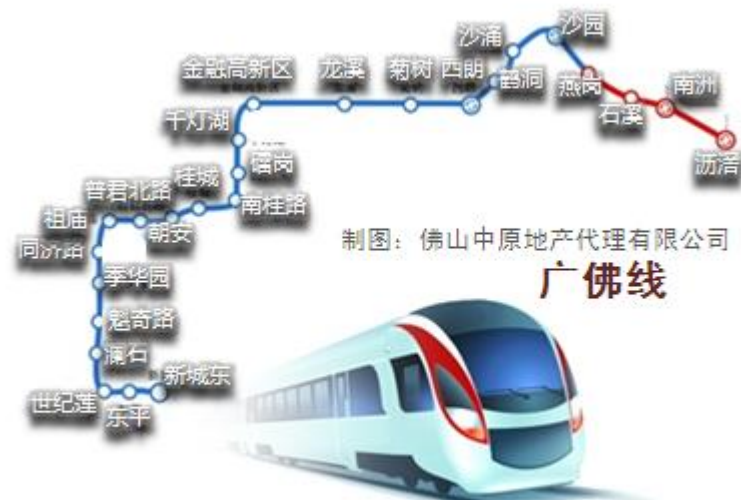 沙园
沙涌
金融高新区
龙溪
菊树
西朗
鹤洞
燕岗
南洲
石溪
沥滘
千灯湖
礌岗
桂城
南桂路
普君北路
朝安
祖庙
同济路
季华园
魁奇路
澜石
世纪莲
东平
新城东
制图：佛山中原地产代理有限公司
广佛线